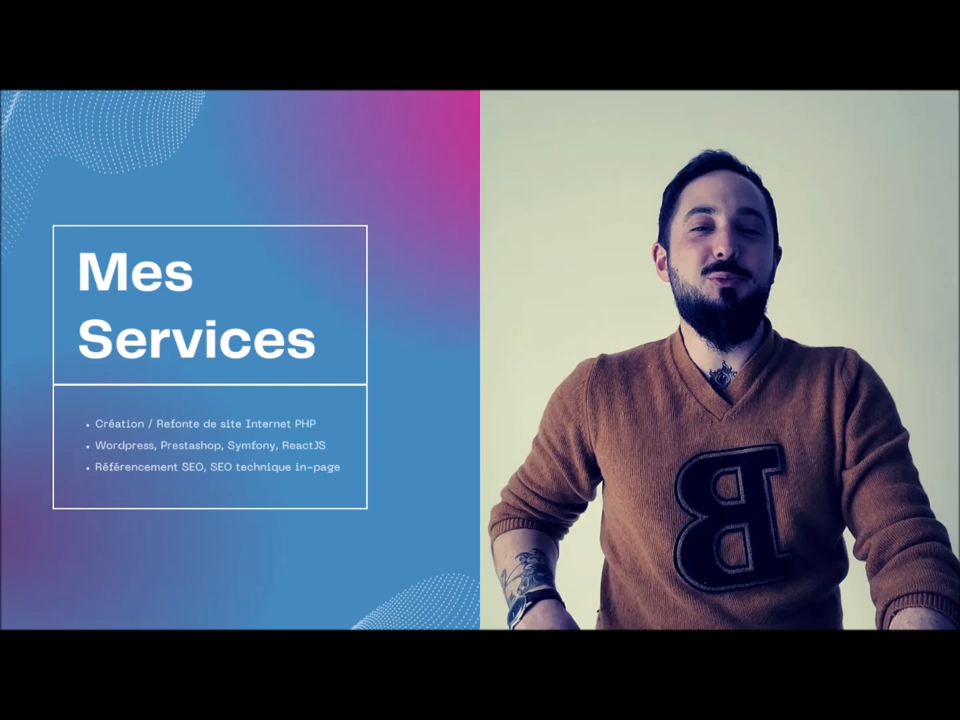 Mes
Services
• Création / Refonte de site Internet PHP
• Wordpress, Prestashop, Symfony, ReactJS
• Référencement SEO, SEO technique in-page
B